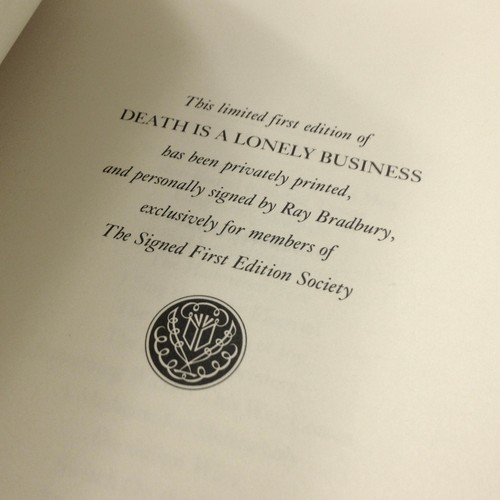 This limited first edition of
DEATH IS A LONELY BUSINESS
has been privately printed,
and personally signed by Ray Bradbury,
exclusively for members of
The Signed First Edition Society